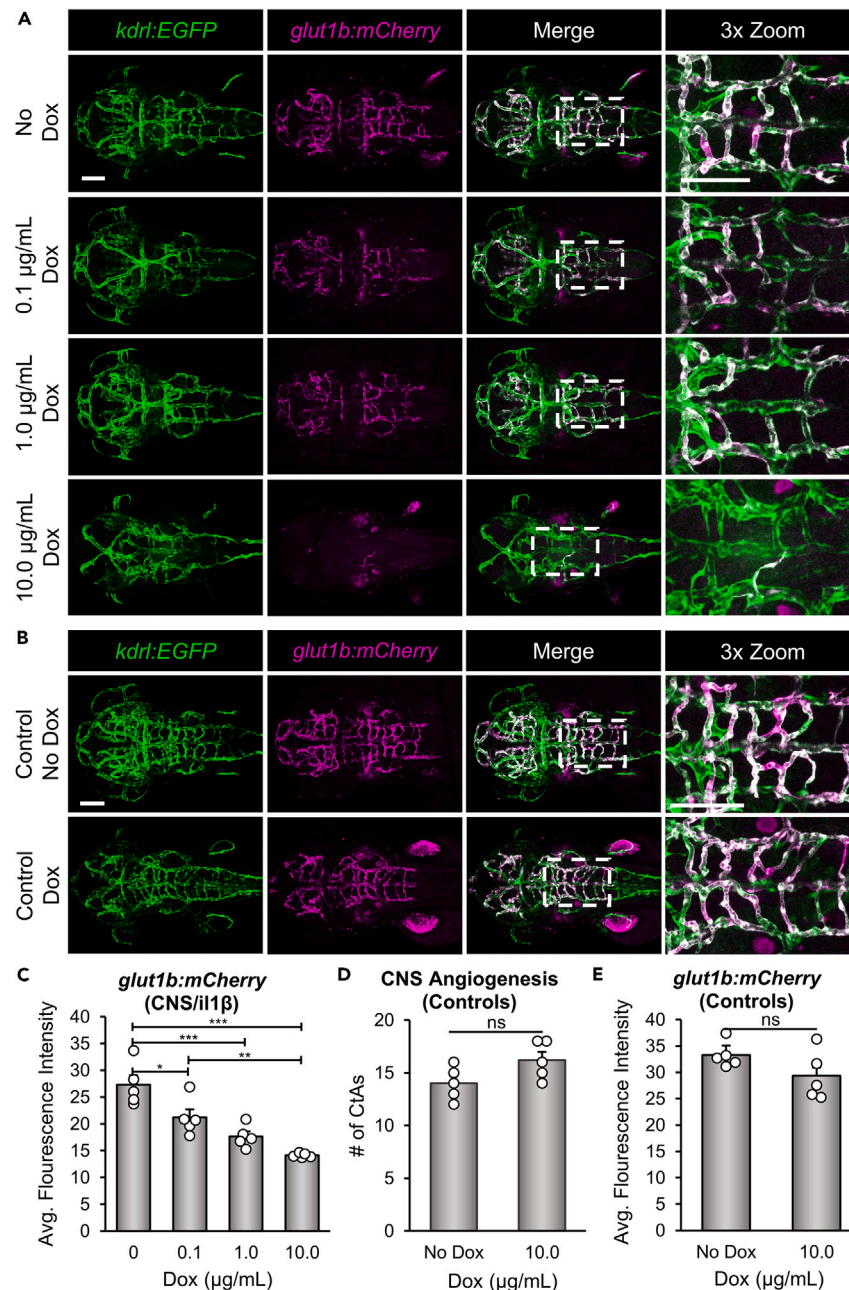 A
kdrl:EGFP
glut1b:mCherry
Merge
3x Zoom
No
Dox
0.1 µg/mL
Dox
1.0 µg/mL
Dox
10.0 µg/mL
Dox
B
kdrl:EGFP
glut1b:mCherry
Merge
3x Zoom
Control
No Dox
Control
Dox
C
glut1b:mCherry
(CNS/il1β)
Avg. Flourescence Intensity
40
35
30
25
20
15
10
5
0
***
***
**
*
0
0.1
1.0
10.0
Dox (µg/mL)
D
CNS Angiogenesis
(Controls)
# of CtAs
20
15
10
5
0
ns
No Dox
10.0
Dox (µg/mL)
E
glut1b:mCherry
(Controls)
Avg. Flourescence Intensity
40
35
30
25
20
15
10
5
0
ns
No Dox
10.0
Dox (µg/mL)